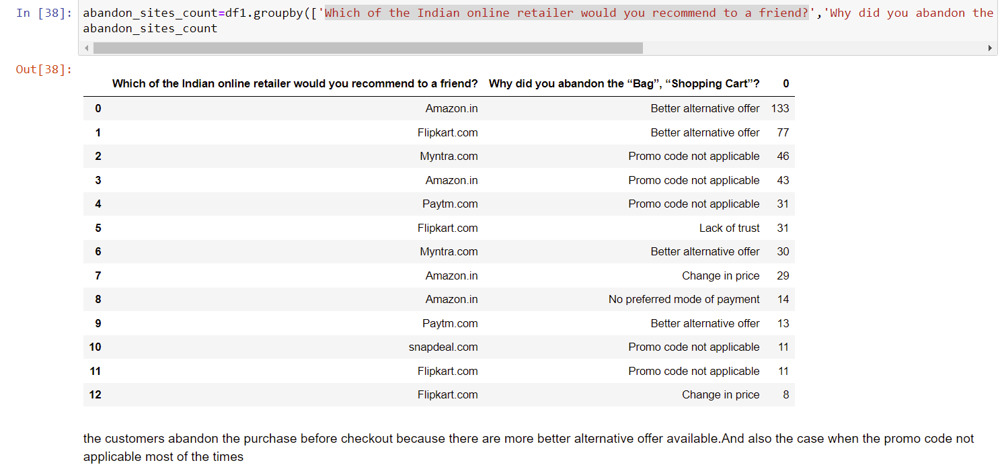 In [38]: abandon_sites_count=df1.groupby(['Which of the Indian online retailer would you recommend to a friend?','Why did you abandon the
abandon_sites_count
Out[38]:
Which of the Indian online retailer would you recommend to a friend? Why did you abandon the “Bag”, “Shopping Cart”? 0
0 Amazon.in Better alternative offer 133
1 Flipkart.com Better alternative offer 77
2 Myntra.com Promo code not applicable 46
3 Amazon.in Promo code not applicable 43
4 Paytm.com Promo code not applicable 31
5 Flipkart.com Lack of trust 31
6 Myntra.com Better alternative offer 30
7 Amazon.in Change in price 29
8 Amazon.in No preferred mode of payment 14
9 Paytm.com Better alternative offer 13
10 snapdeal.com Promo code not applicable 11
11 Flipkart.com Promo code not applicable 11
12 Flipkart.com Change in price 8
the customers abandon the purchase before checkout because there are more better alternative offer available.And also the case when the promo code not
applicable most of the times